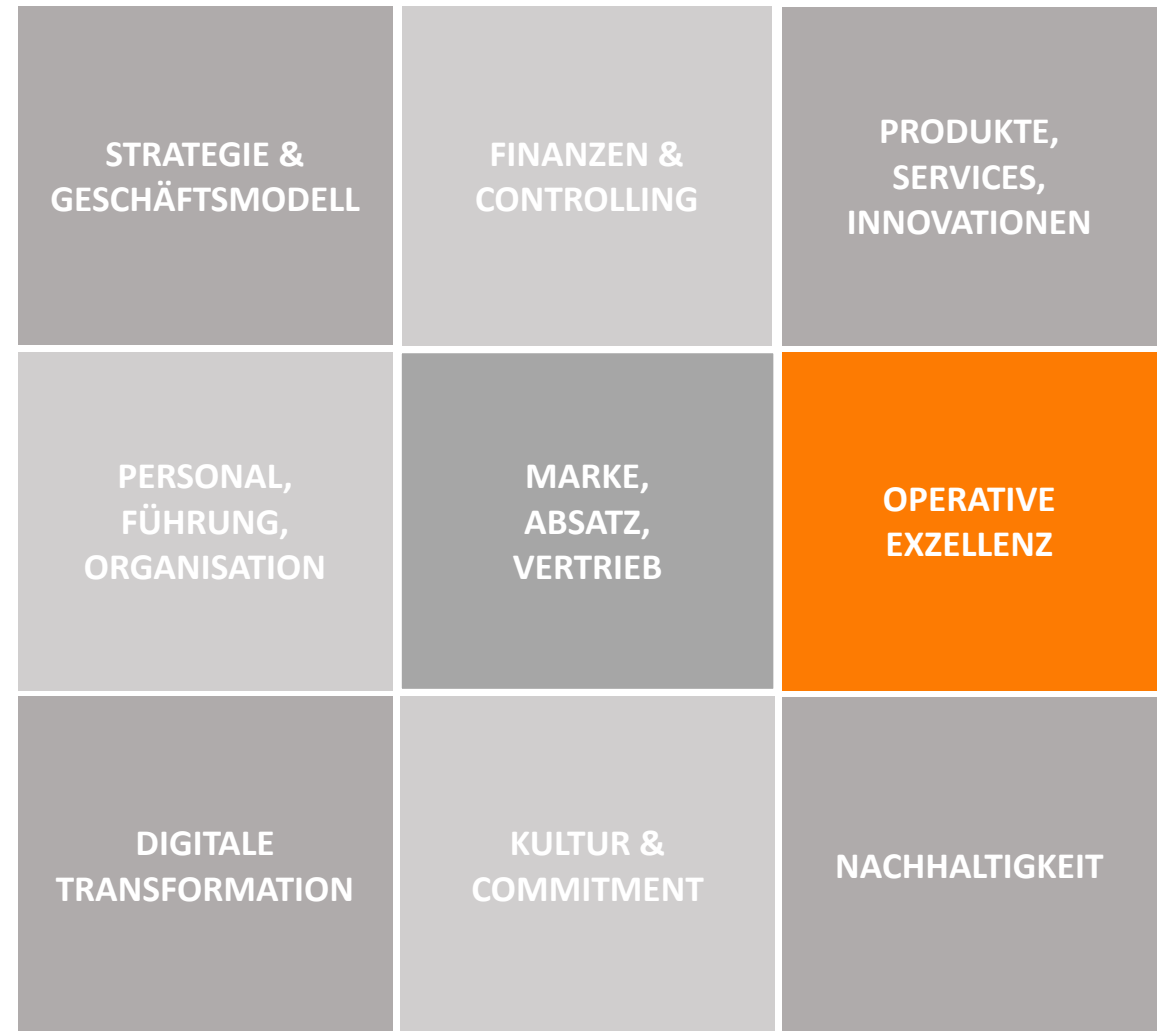 STRATEGIE &
GESCHÄFTSMODELL
FINANZEN &
CONTROLLING
PRODUKTE,
SERVICES,
INNOVATIONEN
PERSONAL,
FÜHRUNG,
ORGANISATION
MARKE,
ABSATZ,
VERTRIEB
OPERATIVE
EXZELLENZ
DIGITALE
TRANSFORMATION
KULTUR &
COMMITMENT
NACHHALTIGKEIT